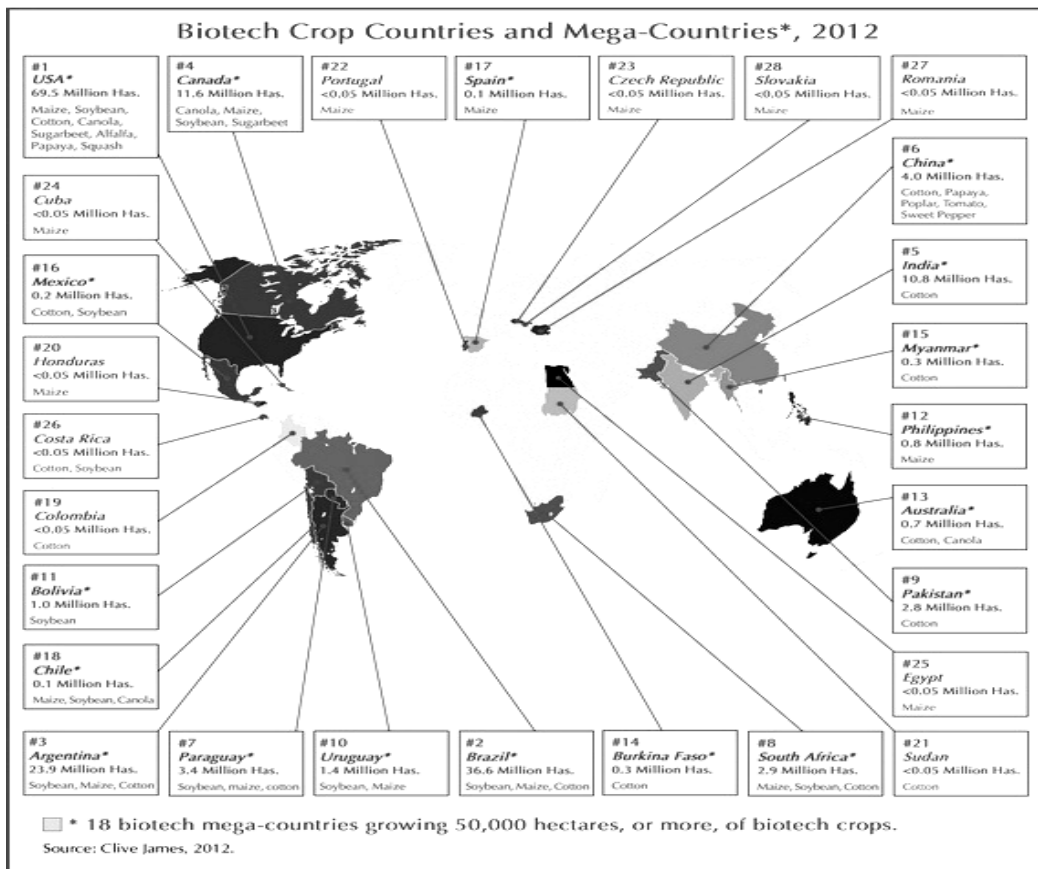 Biotech Crop Countries and Mega-Countries*, 2012
#1
USA*
69.5 Million Has.
Maize, Soybean,
Cotton, Canola,
Sugarbeet, Alfalfa,
Papaya, Squash
#4
Canada*
11.6 Million Has.
Canola, Maize,
Soybean, Sugarbeet
#22
Portugal
<0.05 Million Has.
Maize
#17
Spain*
0.1 Million Has.
Maize
#23
Czech Republic
<0.05 Million Has.
Maize
#28
Slovakia
<0.05 Million Has.
Maize
#27
Romania
<0.05 Million Has.
Maize
#24
Cuba
<0.05 Million Has.
Maize
#16
Mexico*
0.2 Million Has.
Cotton, Soybean
#20
Honduras
<0.05 Million Has.
Maize
#26
Costa Rica
<0.05 Million Has.
Cotton, Soybean
#19
Colombia
<0.05 Million Has.
Cotton
#11
Bolivia*
1.0 Million Has.
Soybean
#18
Chile*
0.1 Million Has.
Maize, Soybean, Canola
#6
China*
4.0 Million Has.
Cotton, Papaya,
Poplar, Tomato,
Sweet Pepper
#5
India*
10.8 Million Has.
Cotton
#15
Myanmar*
0.3 Million Has.
Cotton
#12
Philippines*
0.8 Million Has.
Maize
#13
Australia*
0.7 Million Has.
Cotton, Canola
#9
Pakistan*
2.8 Million Has.
Cotton
#25
Egypt
<0.05 Million Has.
Maize
#3
Argentina*
23.9 Million Has.
Soybean, Maize, Cotton
#7
Paraguay*
3.4 Million Has.
Soybean, maize, cotton
#10
Uruguay*
1.4 Million Has.
Soybean, Maize
#2
Brazil*
36.6 Million Has.
Soybean, Maize, Cotton
#14
Burkina Faso*
0.3 Million Has.
Cotton
#8
South Africa*
2.9 Million Has.
Maize, Soybean, Cotton
#21
Sudan
<0.05 Million Has.
Cotton
* 18 biotech mega-countries growing 50,000 hectares, or more, of biotech crops.
Source: Clive James, 2012.